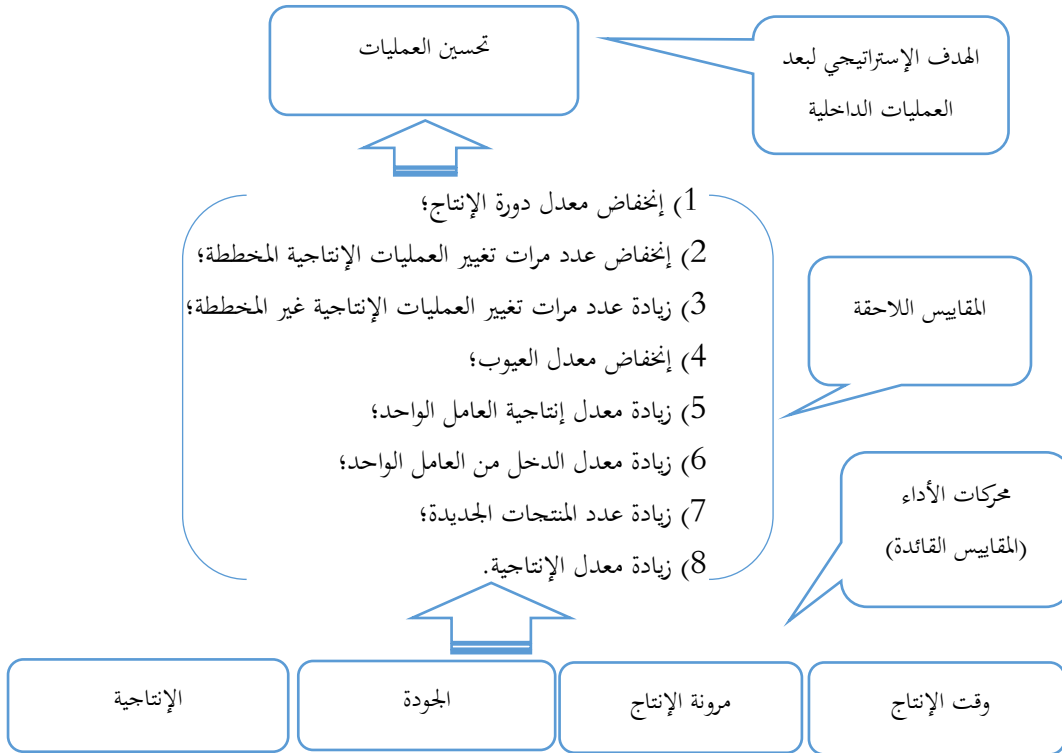 تحسين العمليات
الهدف الإستراتيجي لبعد
العمليات الداخلية
1) إنخفاض معدل دورة الإنتاج؛
2) إنخفاض عدد مرات تغيير العمليات الإنتاجية المخططة؛
3) زيادة عدد مرات تغيير العمليات الإنتاجية غير المخططة؛
4) إنخفاض معدل العيوب؛
5) زيادة معدل إنتاجية العامل الواحد؛
6) زيادة معدل الدخل من العامل الواحد؛
7) زيادة عدد المنتجات الجديدة؛
8) زيادة معدل الإنتاجية.
المقاييس اللاحقة
محركات الأداء
(المقاييس القائدة)
وقت الإنتاج
مرونة الإنتاج
الجودة
الإنتاجية